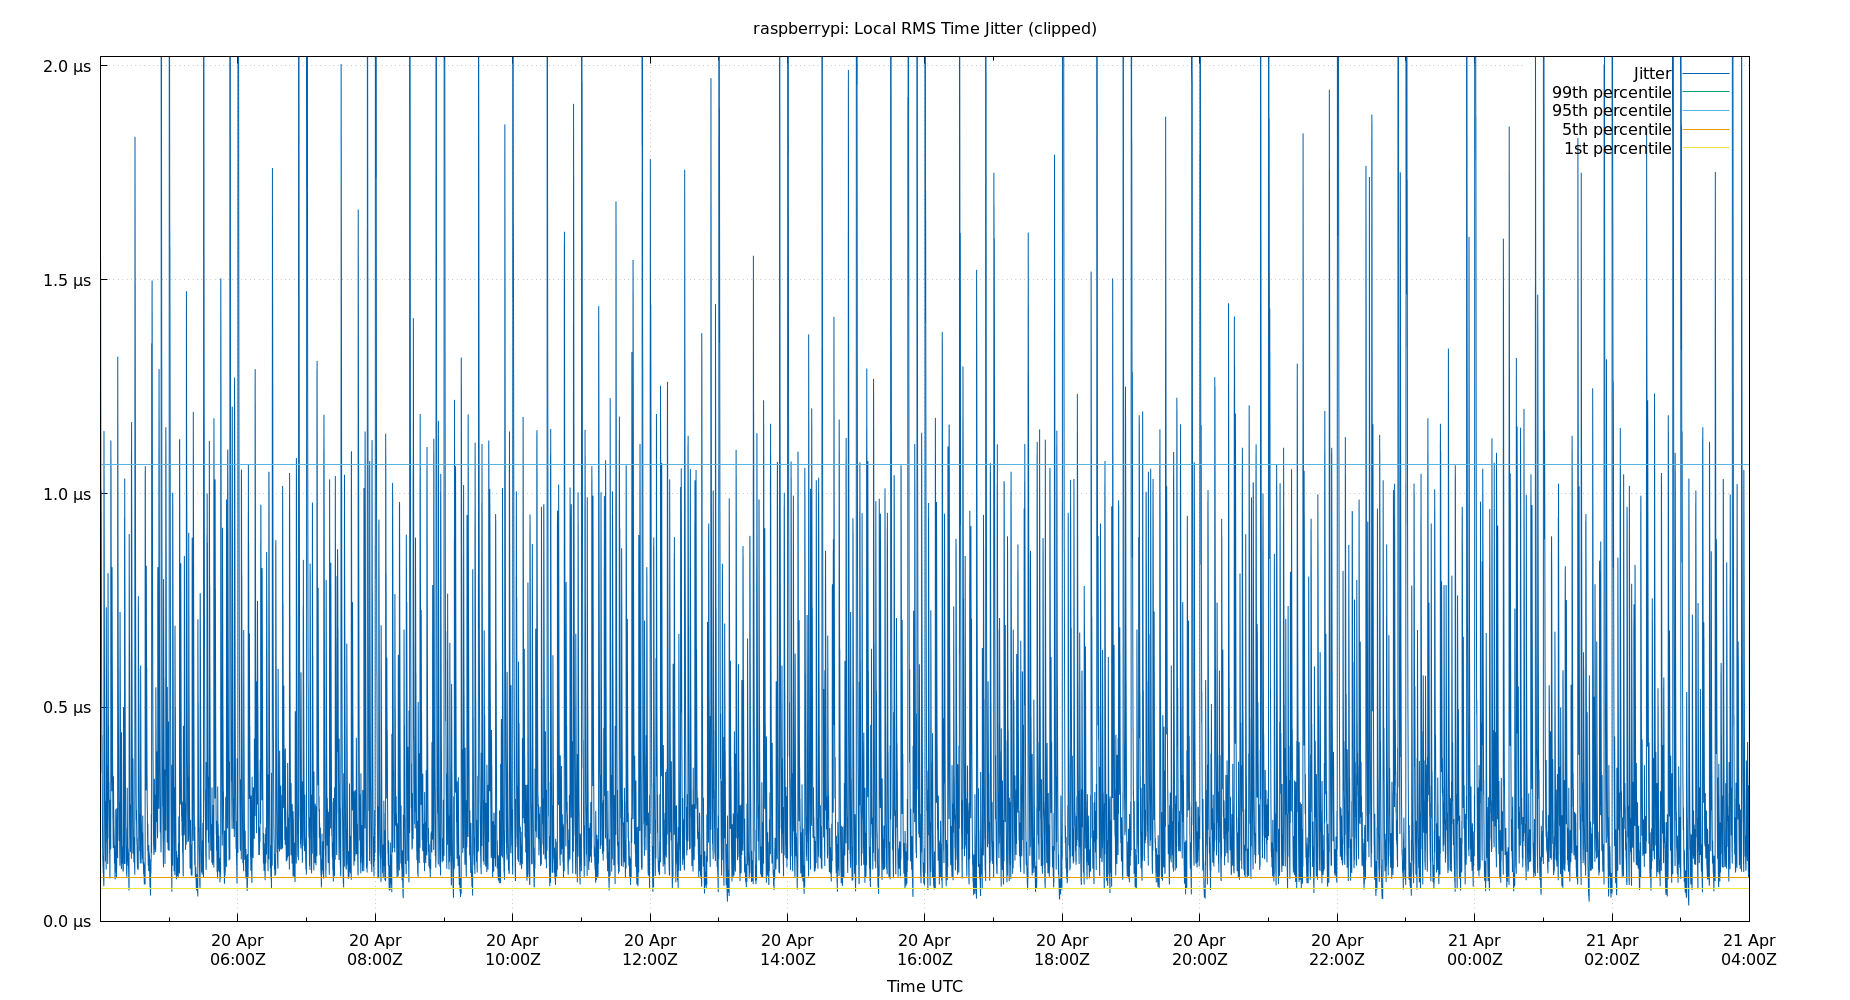 raspberrypi: Local RMS Time Jitter (clipped)
2.0 µs
1.5 µs
1.0 µs
0.5 µs
0.0 µs
Jitter
99th percentile
95th percentile
5th percentile
1st percentile
20 Apr 20 Apr 20 Apr 20 Apr 20 Apr 20 Apr 20 Apr 20 Apr 20 Apr 21 Apr 21 Apr 21 Apr
06:00Z 08:00Z 10:00Z 12:00Z 14:00Z 16:00Z 18:00Z 20:00Z 22:00Z 00:00Z 02:00Z 04:00Z
Time UTC